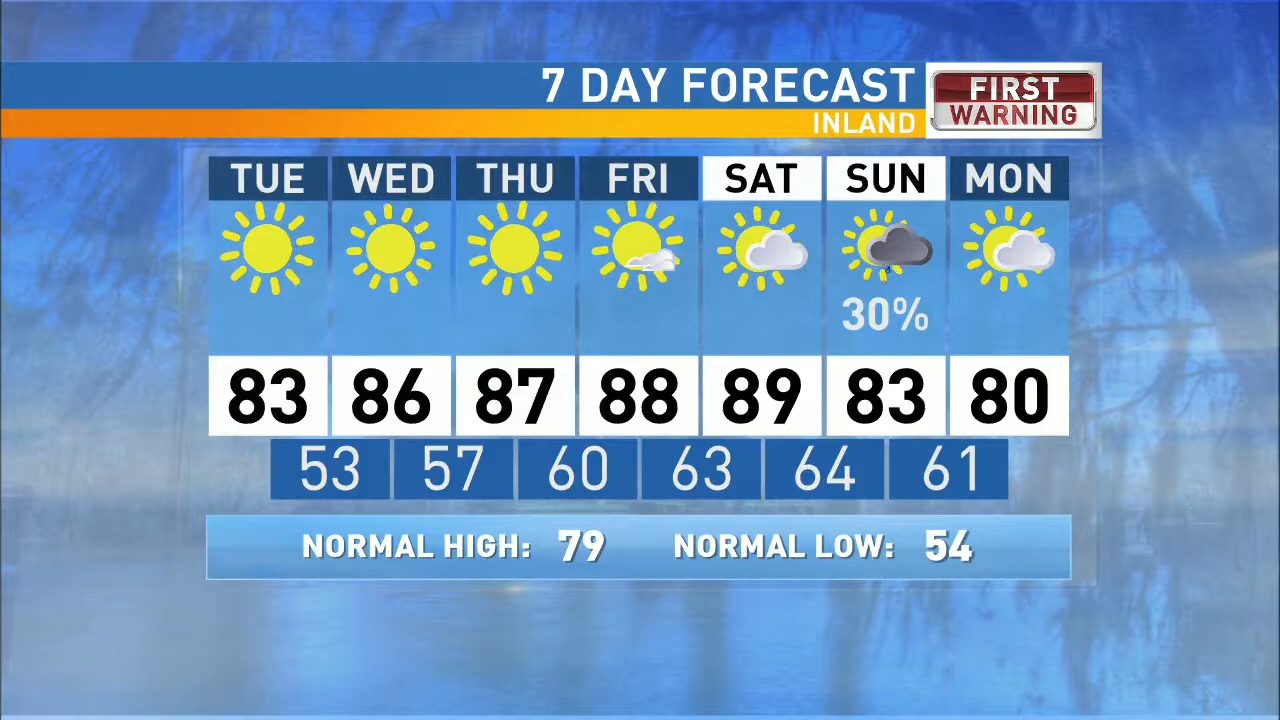 7 DAY FORECAST
INLAND
FIRST
WARNING
TUE WED THU FRI SAT SUN MON
30%
83 86 87 88 89 83 80
53 57 60 63 64 61
NORMAL HIGH: 79 NORMAL LOW: 54